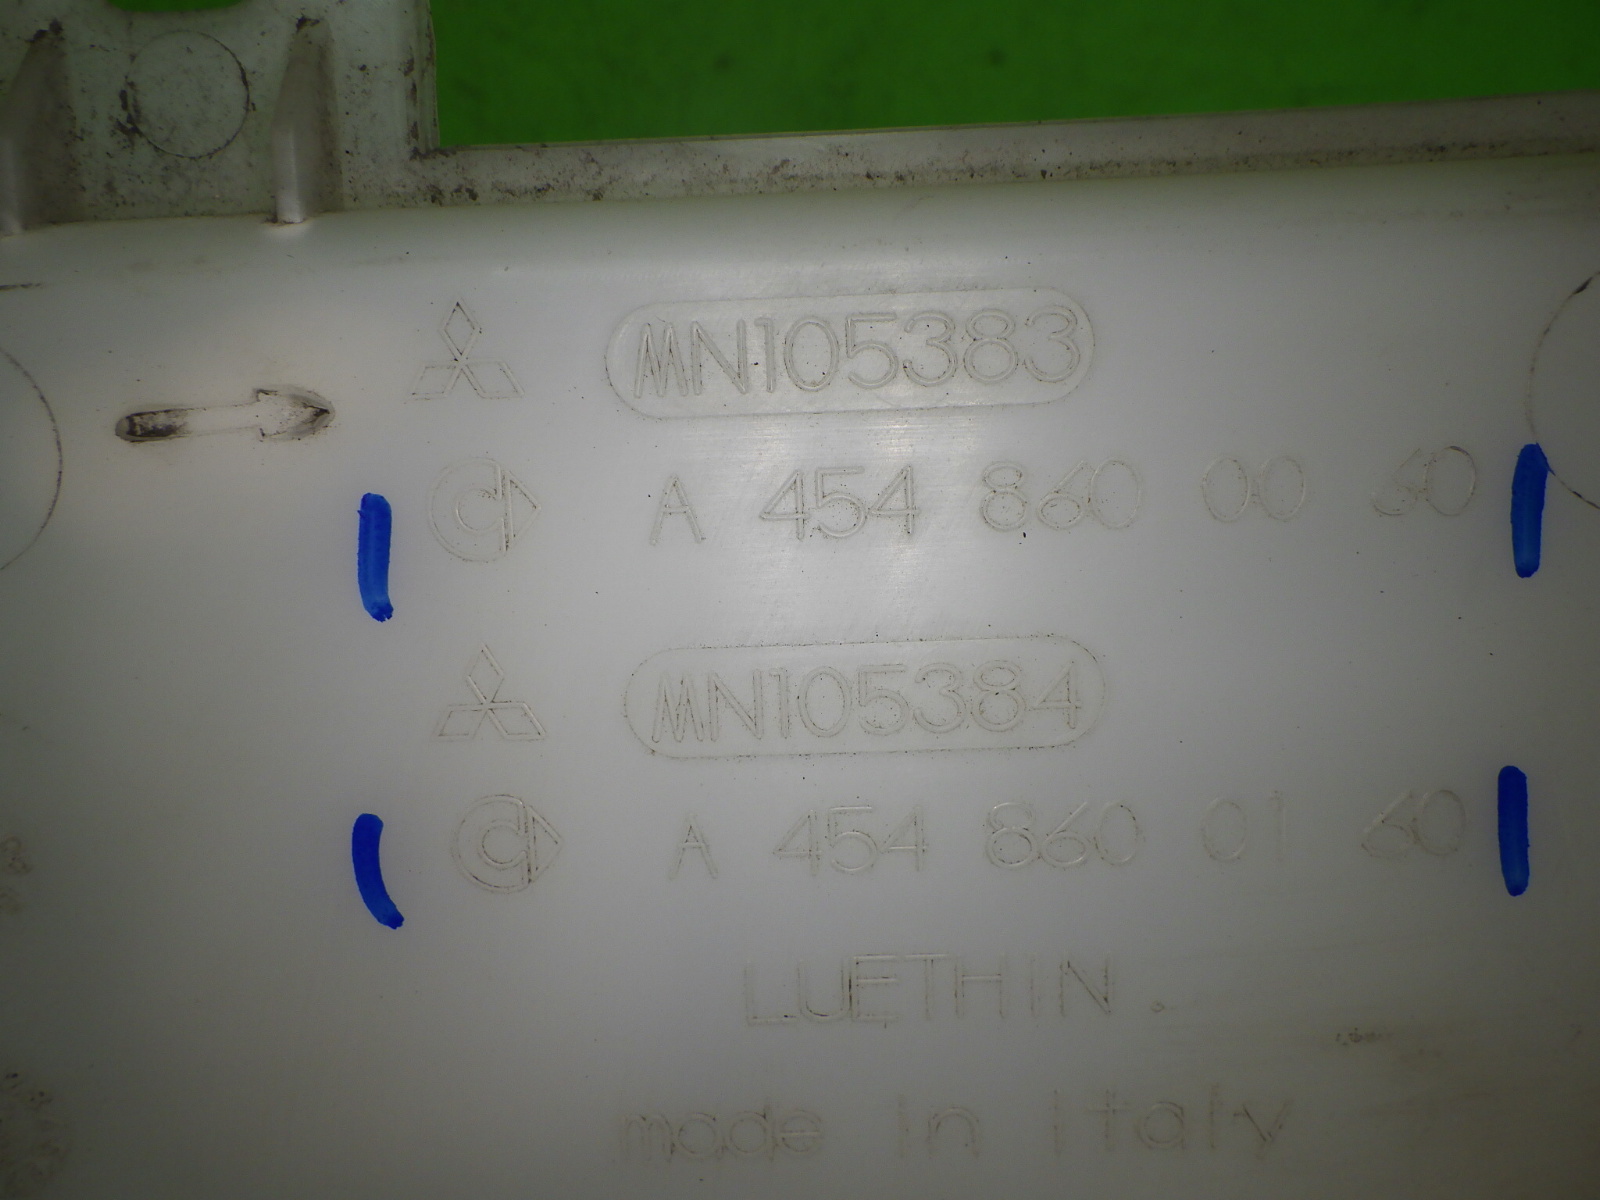 MN105383
A 454 860 00 60
MN105384
A 454 860 01 60
LUETHIN.
made in italy